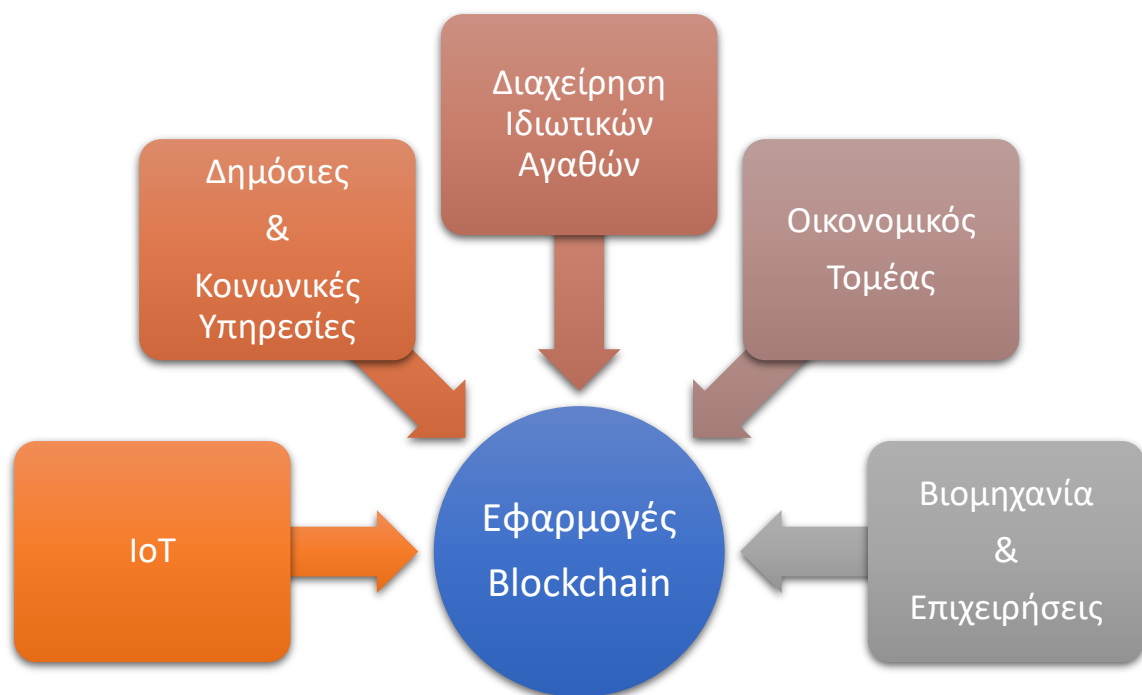 Διαχείρηση
Ιδιωτικών
Αγαθών
Δημόσιες
&
Κοινωνικές
Υπηρεσίες
Οικονομικός
Τομέας
IoT
Εφαρμογές
Blockchain
Βιομηχανία
&
Επιχειρήσεις